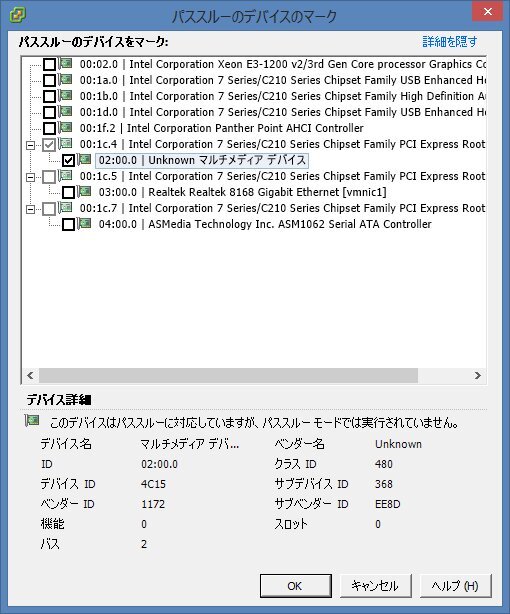 パススルーのデバイスのマーク
パススルーのデバイスをマーク:
詳細を隠す
00:02.0 | Intel Corporation Xeon E3-1200 v2/3rd Gen Core processor Graphics Co
00:1a.0 | Intel Corporation 7 Series/C210 Series Chipset Family USB Enhanced Ho
00:1b.0 | Intel Corporation 7 Series/C210 Series Chipset Family High Definition Au
00:1d.0 | Intel Corporation 7 Series/C210 Series Chipset Family USB Enhanced Ho
00:1f.2 | Intel Corporation Panther Point AHCI Controller
00:1c.4 | Intel Corporation 7 Series/C210 Series Chipset Family PCI Express Root
02:00.0 | Unknown マルチメディア デバイス
00:1c.5 | Intel Corporation 7 Series/C210 Series Chipset Family PCI Express Root
03:00.0 | Realtek Realtek 8168 Gigabit Ethernet [vmnic1]
00:1c.7 | Intel Corporation 7 Series/C210 Series Chipset Family PCI Express Root
04:00.0 | ASMedia Technology Inc. ASM1062 Serial ATA Controller
デバイス詳細
このデバイスはパススルーに対応していますが、パススルー モードでは実行されていません。
デバイス名 マルチメディア デバ... ベンダー名 Unknown
ID 02:00.0 クラス ID 480
デバイス ID 4C15 サブデバイス ID 368
ベンダー ID 1172 サブベンダー ID EE8D
機能 0 スロット 0
バス 2
OK キャンセル ヘルプ (H)